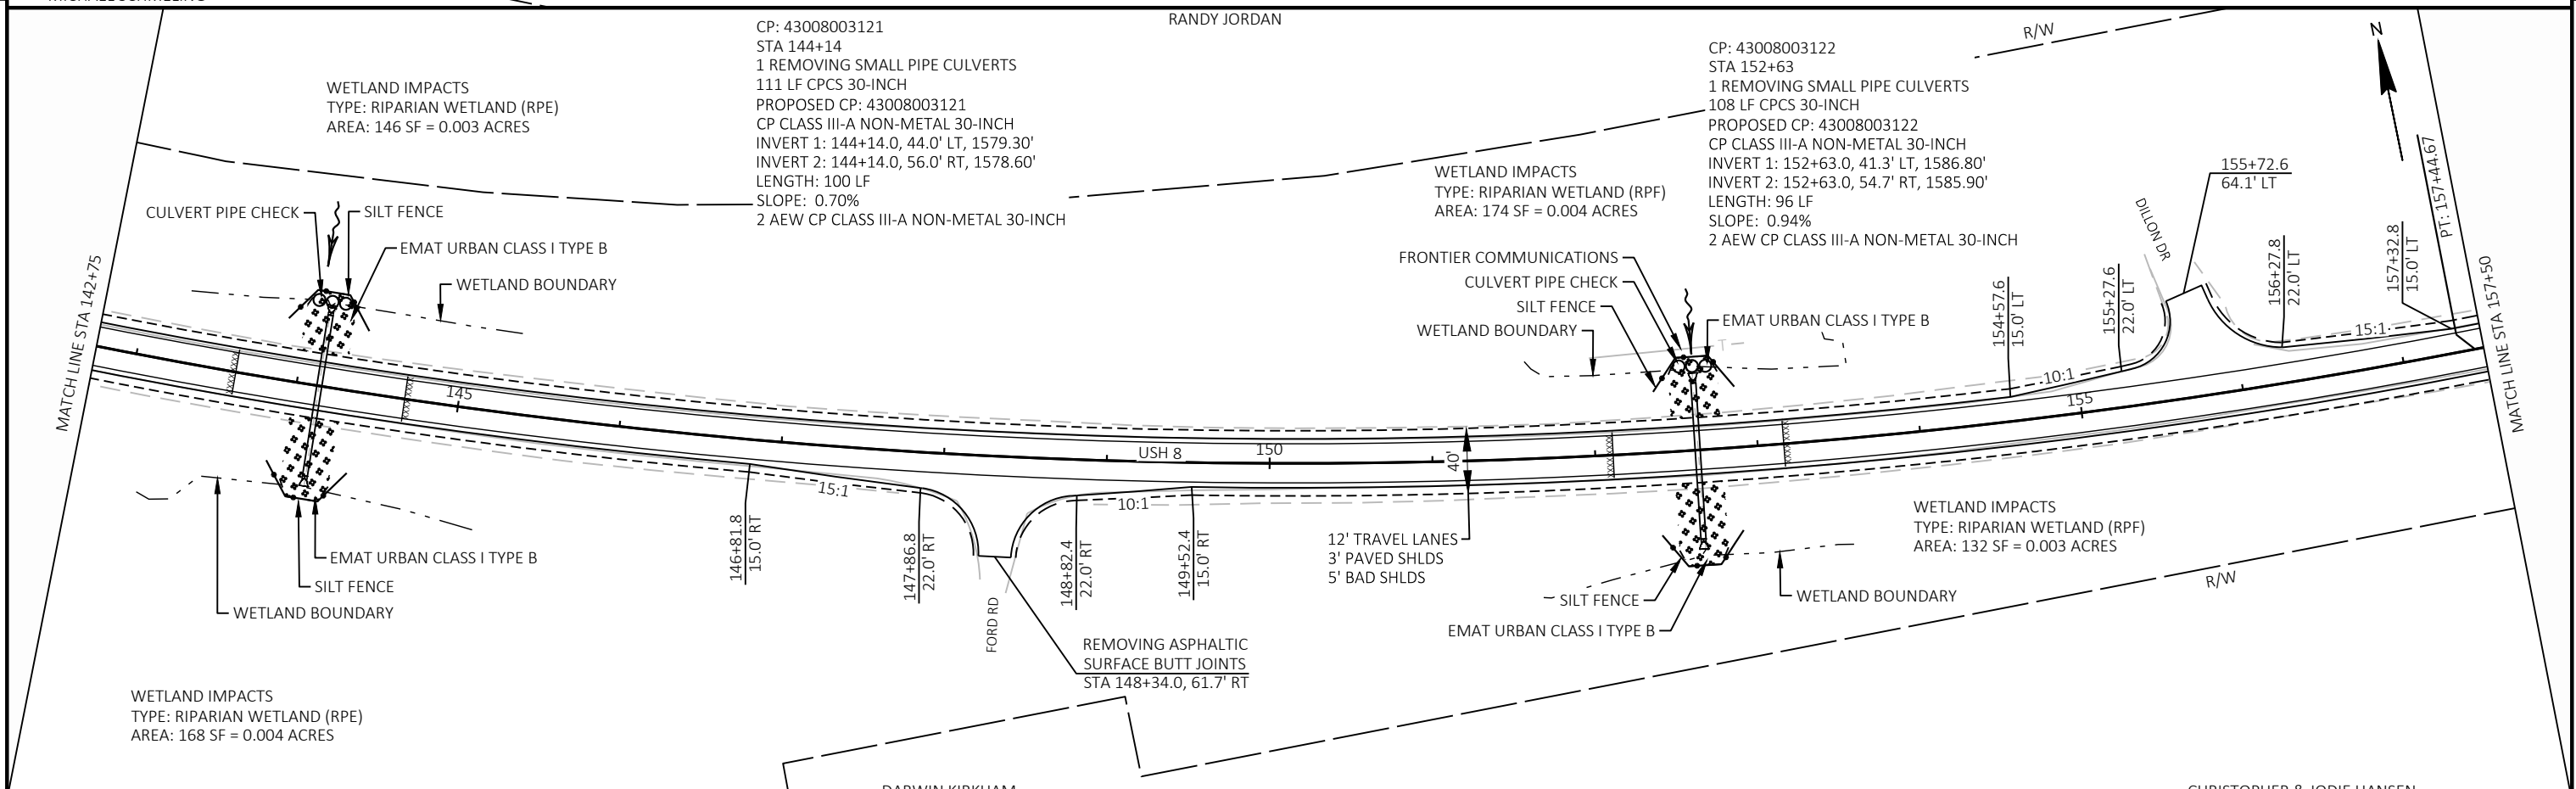 RANDY JORDAN
CP: 43008003121
STA 144+14
1 REMOVING SMALL PIPE CULVERTS
111 LF CPCS 30-INCH
PROPOSED CP: 43008003121
CP CLASS III-A NON-METAL 30-INCH
INVERT 1: 144+14.0, 44.0' LT, 1579.30'
INVERT 2: 144+14.0, 56.0' RT, 1578.60'
LENGTH: 100 LF
SLOPE: 0.70%
2 AEW CP CLASS III-A NON-METAL 30-INCH
CP: 43008003122
STA 152+63
1 REMOVING SMALL PIPE CULVERTS
108 LF CPCS 30-INCH
PROPOSED CP: 43008003122
CP CLASS III-A NON-METAL 30-INCH
INVERT 1: 152+63.0, 41.3' LT, 1586.80'
INVERT 2: 152+63.0, 54.7' RT, 1585.90'
LENGTH: 96 LF
SLOPE: 0.94%
2 AEW CP CLASS III-A NON-METAL 30-INCH
R/W
N
WETLAND IMPACTS
TYPE: RIPARIAN WETLAND (RPE)
AREA: 146 SF = 0.003 ACRES
WETLAND IMPACTS
TYPE: RIPARIAN WETLAND (RPF)
AREA: 174 SF = 0.004 ACRES
155+72.6
64.1' LT
PT: 157+44.67
CULVERT PIPE CHECK
SILT FENCE
EMAT URBAN CLASS I TYPE B
WETLAND BOUNDARY
FRONTIER COMMUNICATIONS
CULVERT PIPE CHECK
SILT FENCE
WETLAND BOUNDARY
EMAT URBAN CLASS I TYPE B
T
DILLON DR
154+57.6
15.0' LT
155+27.6
22.0' LT
156+27.8
22.0' LT
157+32.8
15.0' LT
MATCH LINE STA 142+75
MATCH LINE STA 157+50
145
USH 8
150
155
40'
15:1
10:1
10:1
15:1
146+81.8
15.0' RT
147+86.8
22.0' RT
FORD RD
148+82.4
22.0' RT
149+52.4
15.0' RT
12' TRAVEL LANES
3' PAVED SHLDS
5' BAD SHLDS
WETLAND IMPACTS
TYPE: RIPARIAN WETLAND (RPF)
AREA: 132 SF = 0.003 ACRES
EMAT URBAN CLASS I TYPE B
SILT FENCE
WETLAND BOUNDARY
SILT FENCE
EMAT URBAN CLASS I TYPE B
WETLAND BOUNDARY
R/W
REMOVING ASPHALTIC
SURFACE BUTT JOINTS
STA 148+34.0, 61.7' RT
WETLAND IMPACTS
TYPE: RIPARIAN WETLAND (RPE)
AREA: 168 SF = 0.004 ACRES
DARWIN KIRKHAM
CHRISTOPHER & JODIE HANSEN